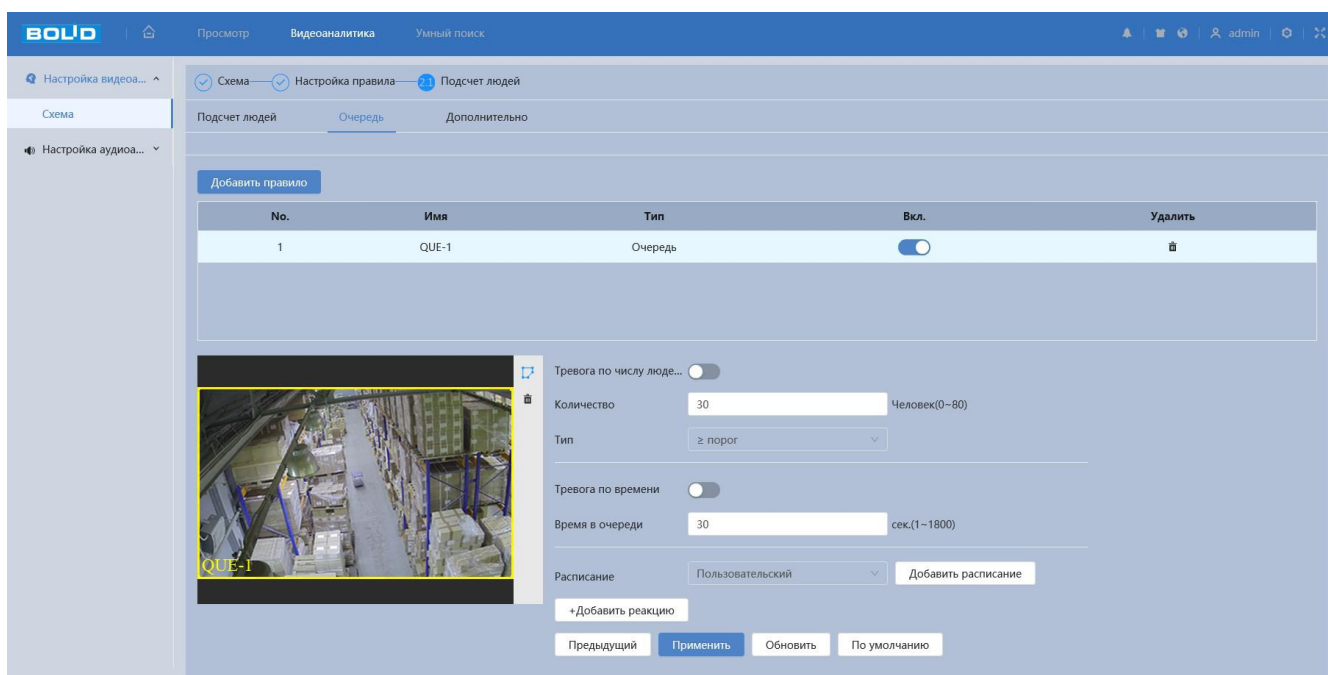 BOLID
Просмотр Видеоаналитика Умный поиск admin
Настройка видеоа...
Схема Настройка правила 2.1 Подсчет людей
Схема
Подсчет людей Очередь Дополнительно
Настройка аудиоа...
Добавить правило
No. Имя Тип Вкл. Удалить
1 QUE-1 Очередь
Тревога по числу люде...
Количество 30 Человек(0~80)
Тип ≥ порог
Тревога по времени
Время в очереди 30 сек.(1~1800)
QUE-1
Расписание Пользовательский Добавить расписание
+Добавить реакцию
Предыдущий Применить Обновить По умолчанию